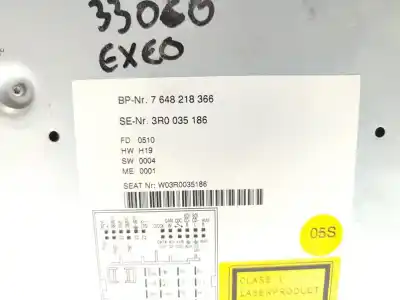 33060
EXEO
BP-Nr. 7 648 218 366
SE-Nr. 3R0 035 186
FD 0510
HW H19
SW 0004
ME 0001
SEAT Nr: W03R0035186
05S
CLASS 1
LASERPRODUCT